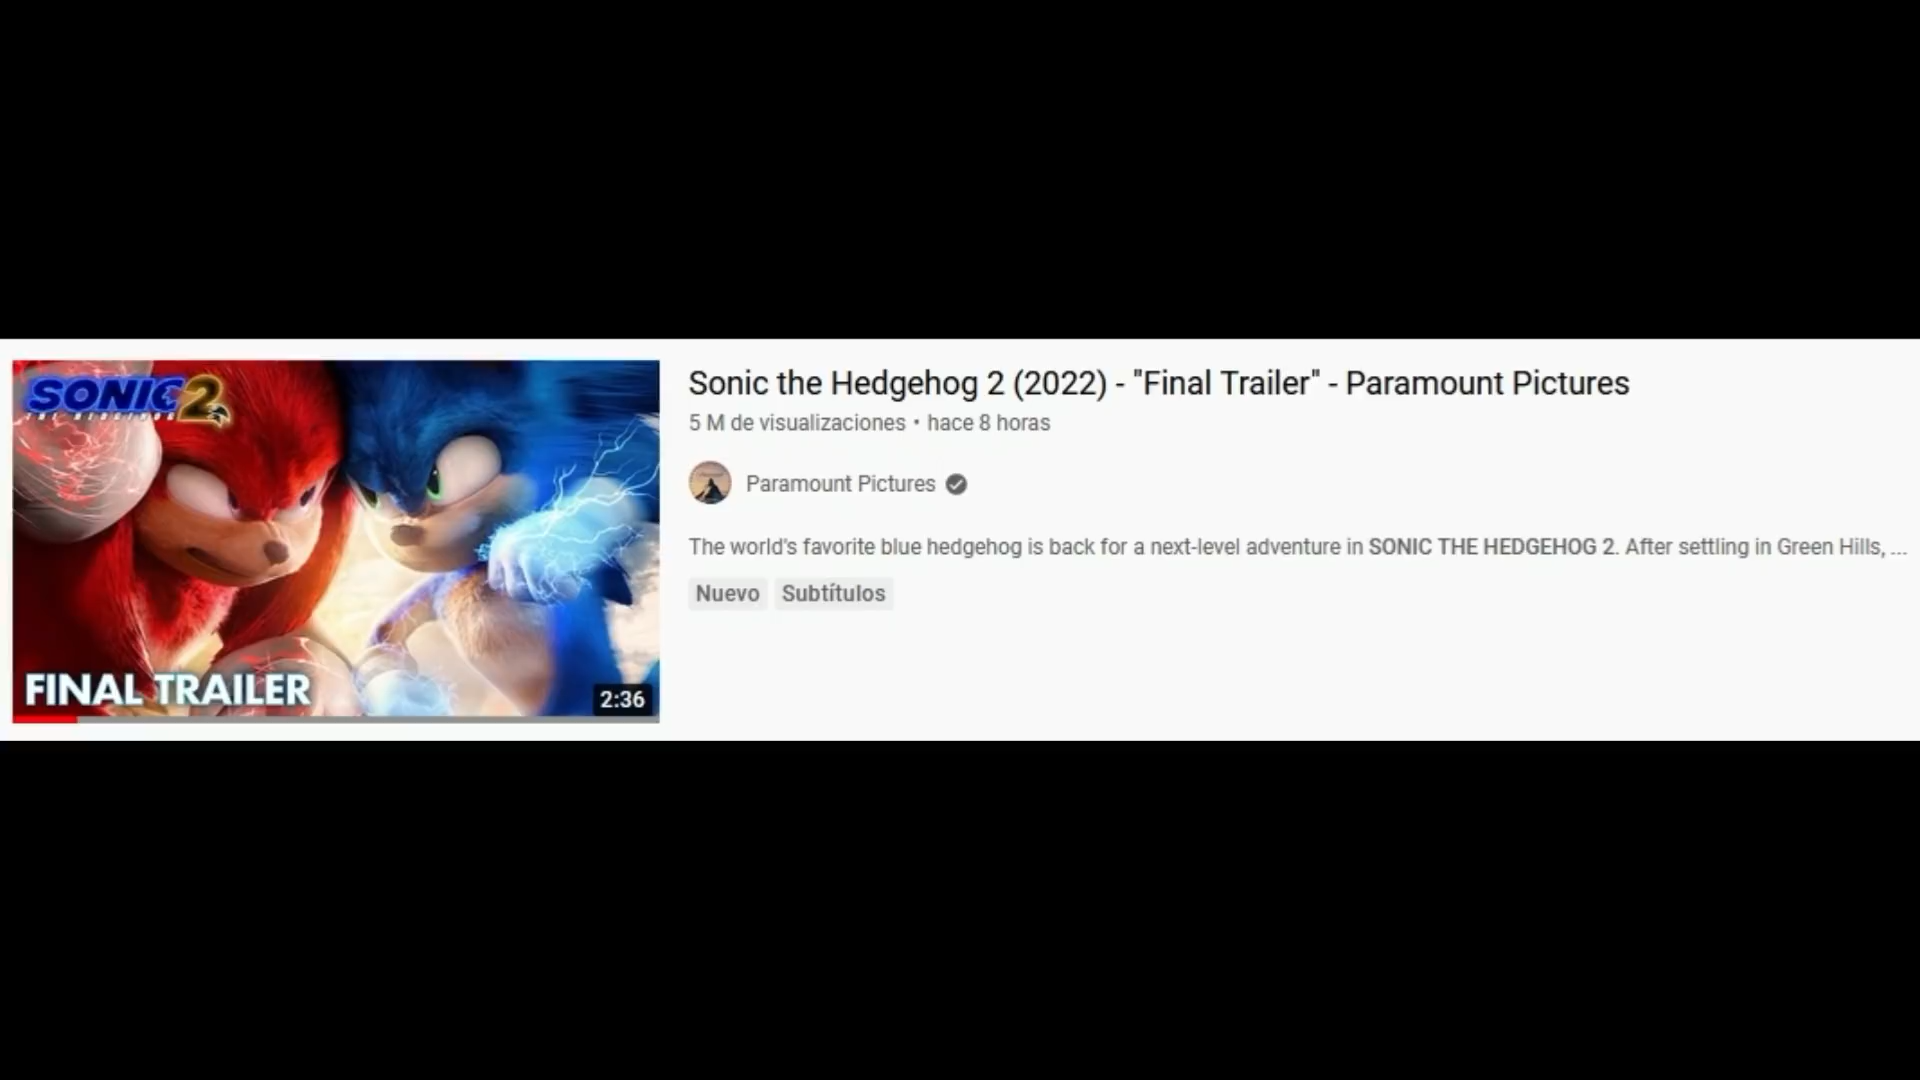 SONIC 2
THE HEDGEHOG
FINAL TRAILER
2:36
Sonic the Hedgehog 2 (2022) - "Final Trailer" - Paramount Pictures
5 M de visualizaciones • hace 8 horas
Paramount Pictures
The world's favorite blue hedgehog is back for a next-level adventure in SONIC THE HEDGEHOG 2. After settling in Green Hills, ...
Nuevo Subtítulos